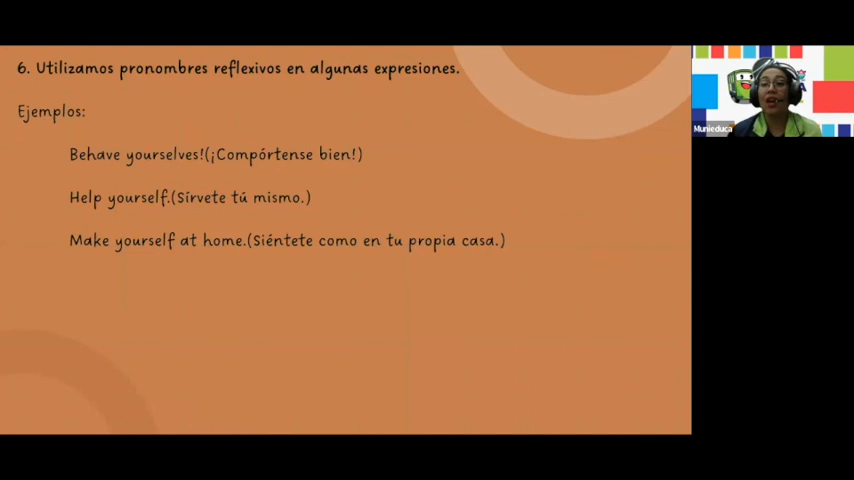 6. Utilizamos pronombres reflexivos en algunas expresiones.
Ejemplos:
Behave yourselves!(¡Compórtense bien!)
Help yourself.(Sírvete tú mismo.)
Make yourself at home.(Siéntete como en tu propia casa.)
Munieduca